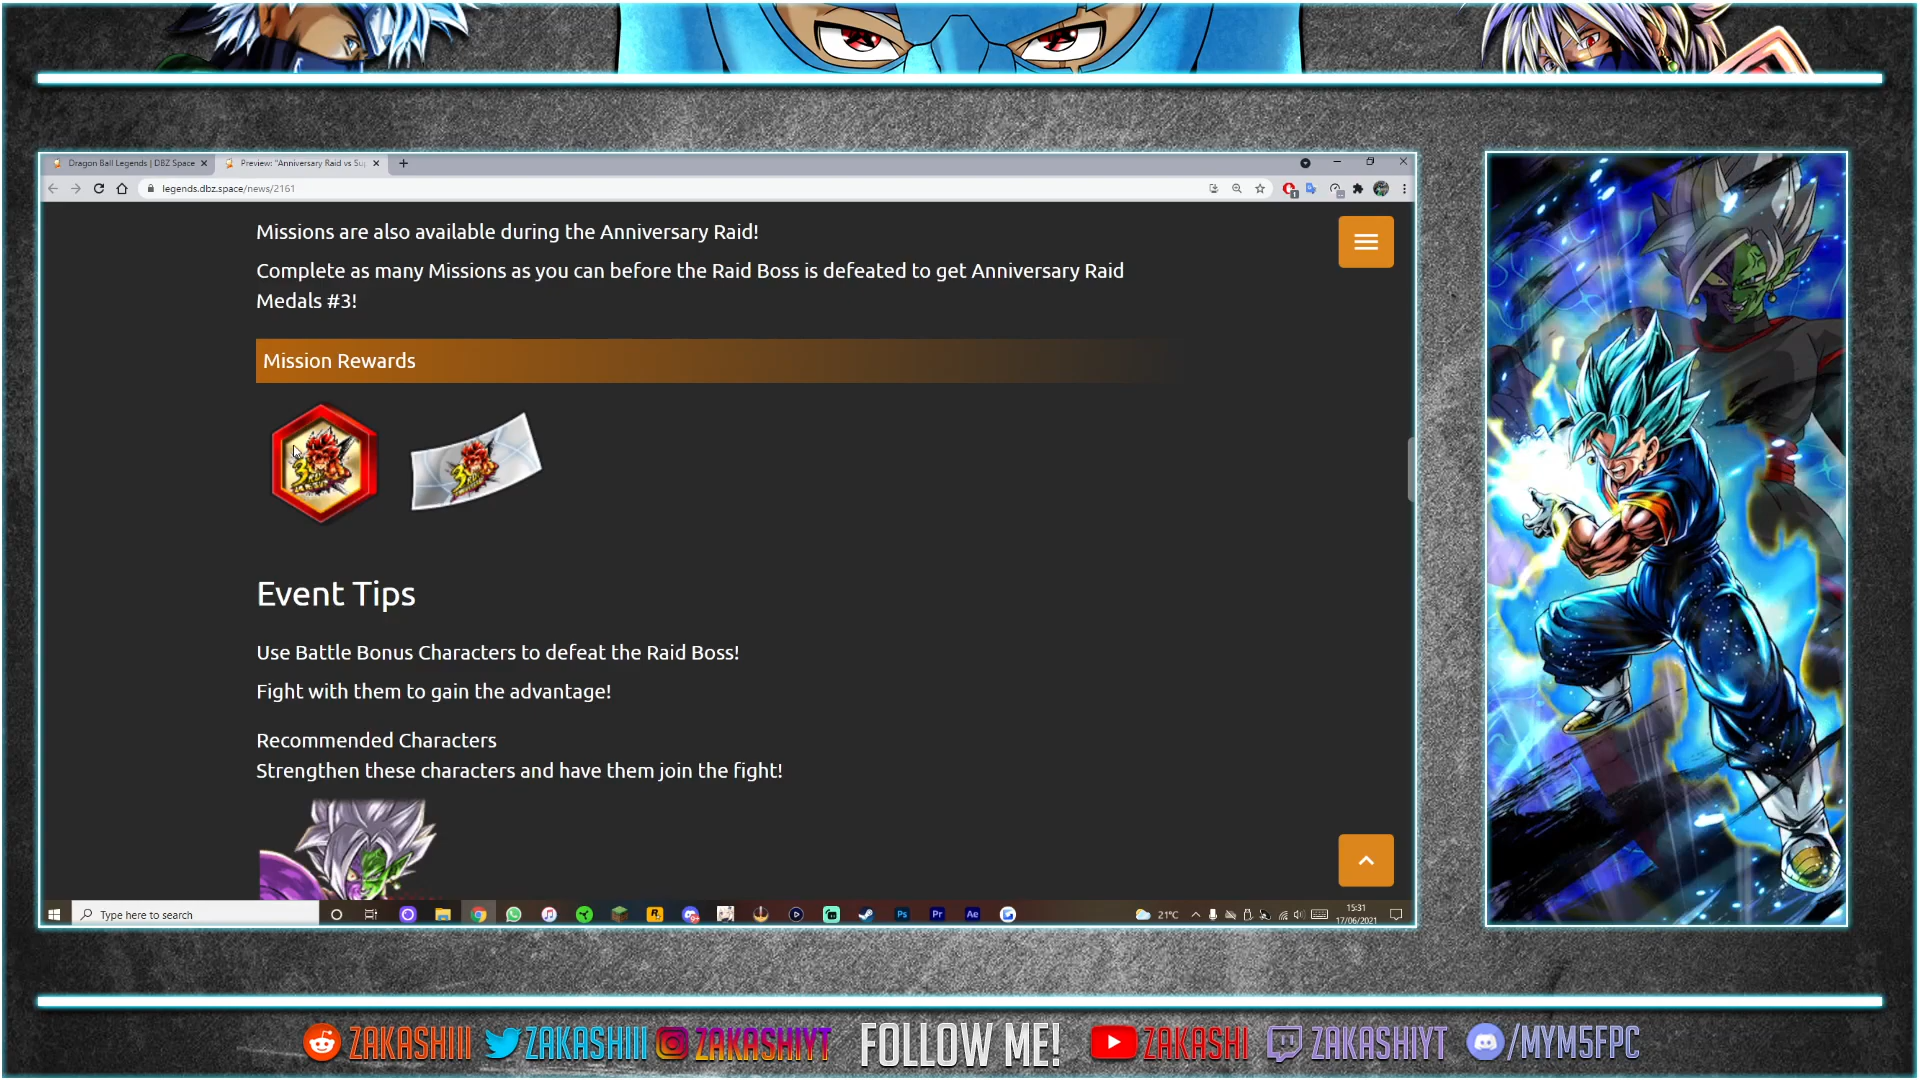 Dragon Ball Legends | DBZ Space
Preview: "Anniversary Raid vs Sup
legends.dbz.space/news/2161
Missions are also available during the Anniversary Raid!
Complete as many Missions as you can before the Raid Boss is defeated to get Anniversary Raid
Medals #3!
Mission Rewards
Event Tips
Use Battle Bonus Characters to defeat the Raid Boss!
Fight with them to gain the advantage!
Recommended Characters
Strengthen these characters and have them join the fight!
Type here to search
Ps
Pr
Ae
21°C
15:31
17/06/2021
ZAKASHIII
ZAKASHIII
ZAKASHIYT
FOLLOW ME!
ZAKASHI
ZAKASHIYT
/MYM5FPC